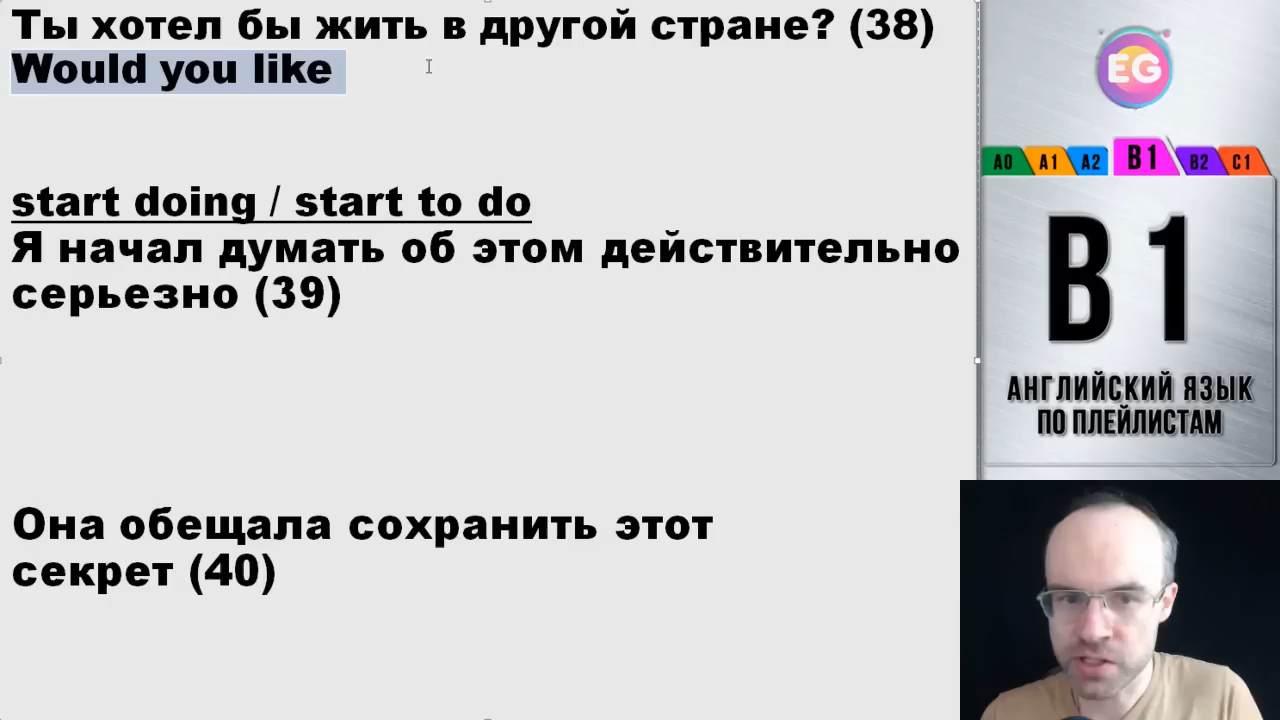 Ты хотел бы жить в другой стране? (38)
Would you like
start doing / start to do
Я начал думать об этом действительно
серьезно (39)
Она обещала сохранить этот
секрет (40)
EG
A0 A1 A2 B1 B2 C1
B1
АНГЛИЙСКИЙ ЯЗЫК
ПО ПЛЕЙЛИСТАМ